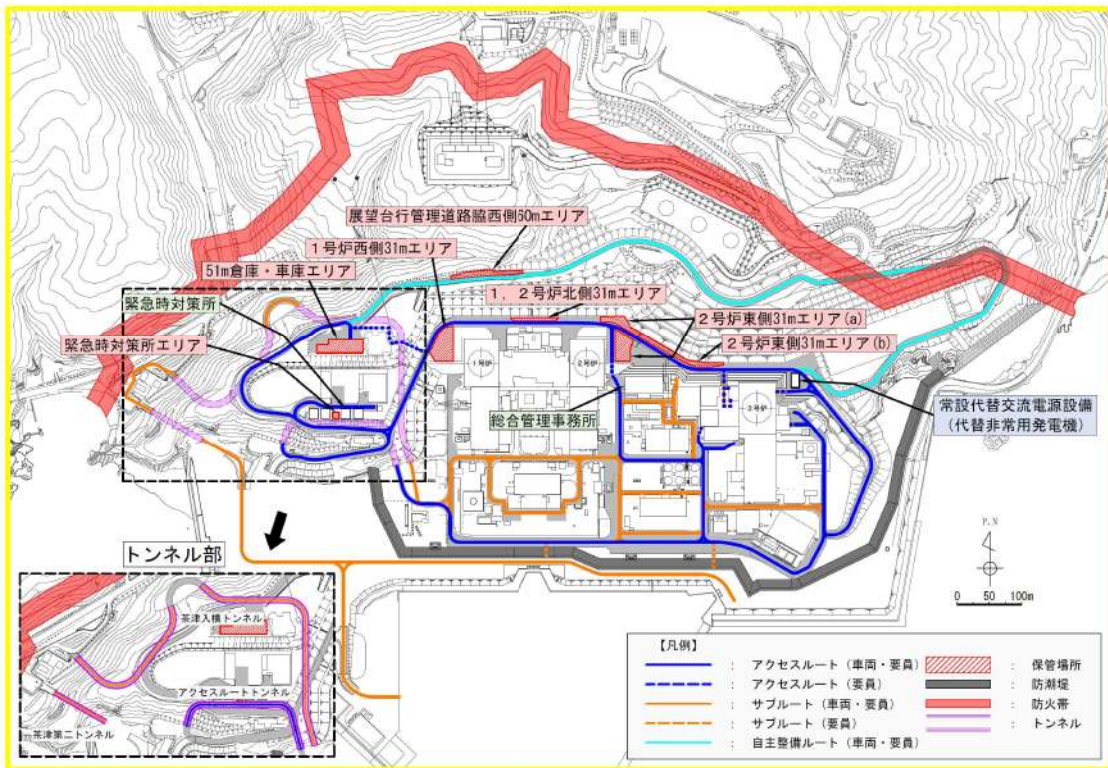 展望台行管理道路脇西側60mエリア
1号炉西側31mエリア
51m倉庫・車庫エリア
1，2号炉北側31mエリア
緊急時対策所
2号炉東側31mエリア(a)
緊急時対策所エリア
2号炉東側31mエリア(b)
1号炉
2号炉
3号炉
総合管理事務所
常設代替交流電源設備
(代替非常用発電機)
トンネル部
茶津入構トンネル
アクセスルートトンネル
茶津第二トンネル
P.N
0 50 100m
【凡例】
： アクセスルート（車両・要員）
： アクセスルート（要員）
： サブルート（車両・要員）
： サブルート（要員）
： 自主整備ルート（車両・要員）
： 保管場所
： 防潮堤
： 防火帯
： トンネル